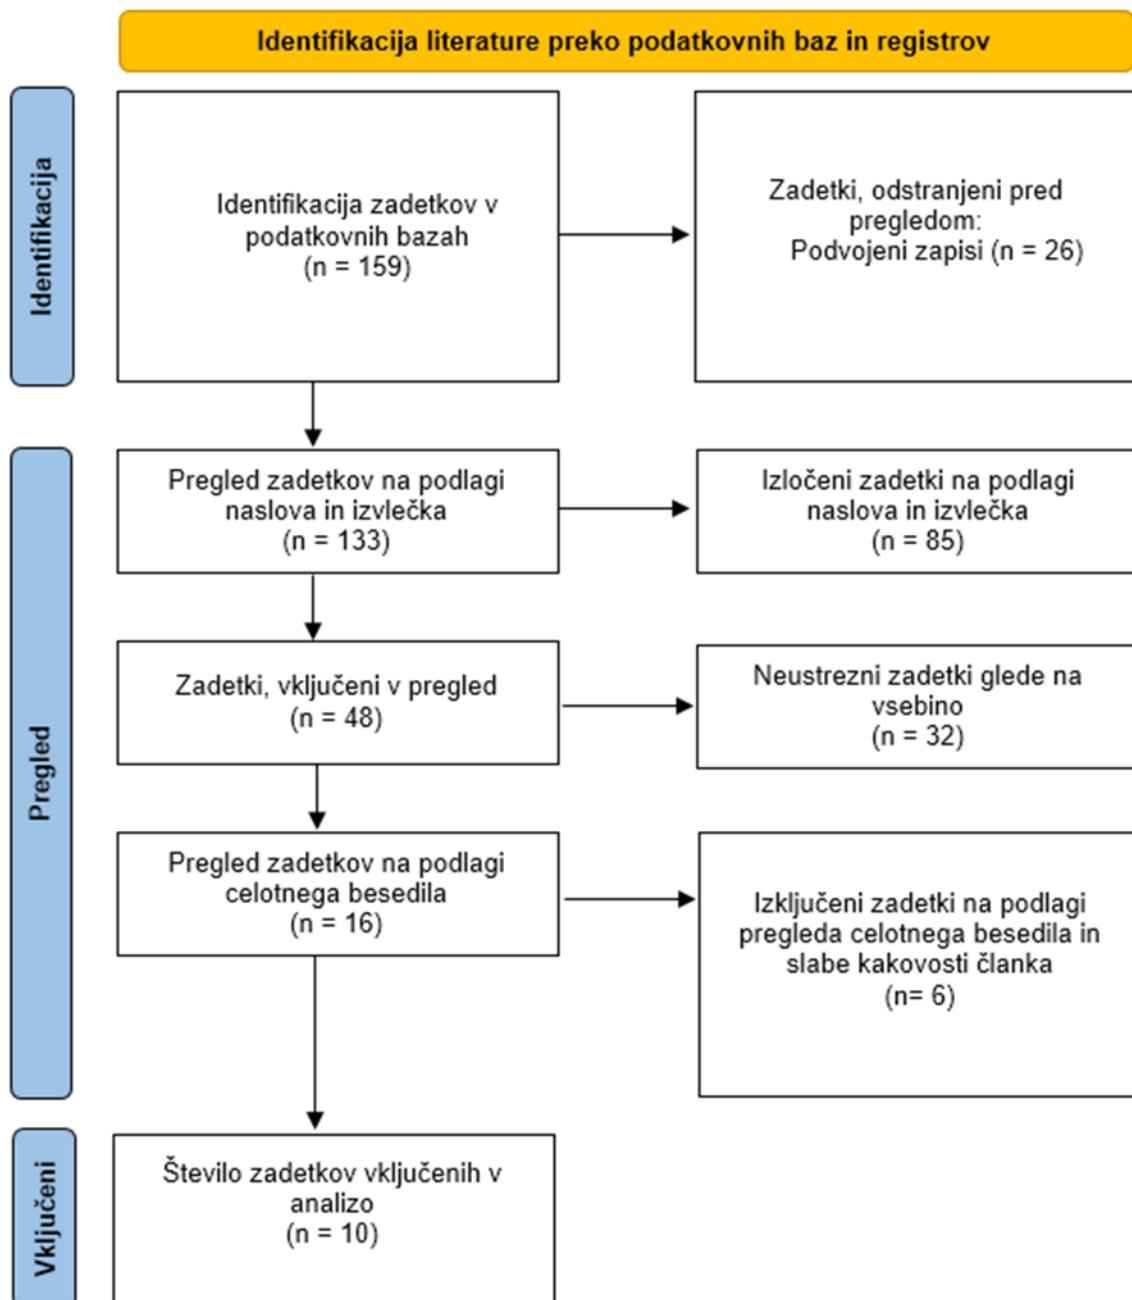 Identifikacija literature preko podatkovnih baz in registrov
Identifikacija
Identifikacija zadetkov v
podatkovnih bazah
(n = 159)
Zadetki, odstranjeni pred
pregledom:
Podvojeni zapisi (n = 26)
Pregled
Pregled zadetkov na podlagi
naslova in izvlečka
(n = 133)
Izločeni zadetki na podlagi
naslova in izvlečka
(n = 85)
Zadetki, vključeni v pregled
(n = 48)
Neustrezni zadetki glede na
vsebino
(n = 32)
Pregled zadetkov na podlagi
celotnega besedila
(n = 16)
Izključeni zadetki na podlagi
pregleda celotnega besedila in
slabe kakovosti članka
(n= 6)
Vključeni
Število zadetkov vključenih v
analizo
(n = 10)